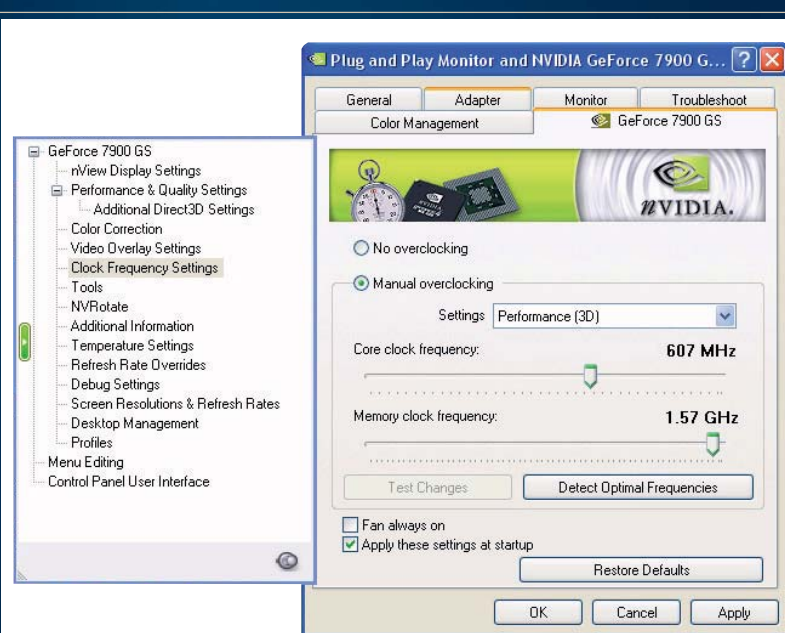 Plug and Play Monitor and NVIDIA GeForce 7900 G...
General Adapter Monitor Troubleshoot
Color Management GeForce 7900 GS
GeForce 7900 GS
nView Display Settings
Performance & Quality Settings
Additional Direct3D Settings
Color Correction
Video Overlay Settings
Clock Frequency Settings
Tools
NVRotate
Additional Information
Temperature Settings
Refresh Rate Overrides
Debug Settings
Screen Resolutions & Refresh Rates
Desktop Management
Profiles
Menu Editing
Control Panel User Interface
nVIDIA.
No overclocking
Manual overclocking
Settings Performance (3D)
Core clock frequency: 607 MHz
Memory clock frequency: 1.57 GHz
Test Changes Detect Optimal Frequencies
Fan always on
Apply these settings at startup
Restore Defaults
OK Cancel Apply